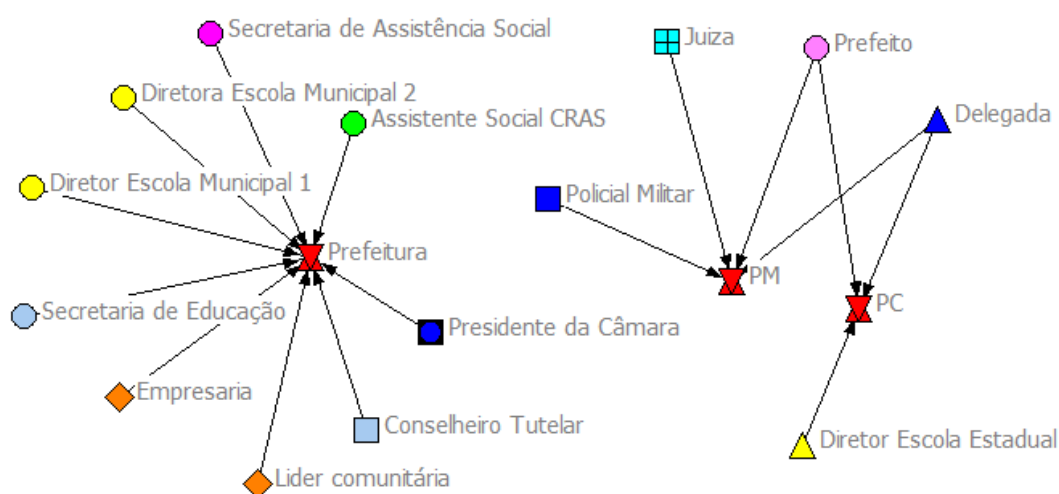 Secretaria de Assistência Social
Juiza
Prefeito
Diretora Escola Municipal 2
Assistente Social CRAS
Delegada
Diretor Escola Municipal 1
Policial Militar
Prefeitura
PM
PC
Secretaria de Educação
Presidente da Câmara
Empresaria
Conselheiro Tutelar
Diretor Escola Estadual
Lider comunitária